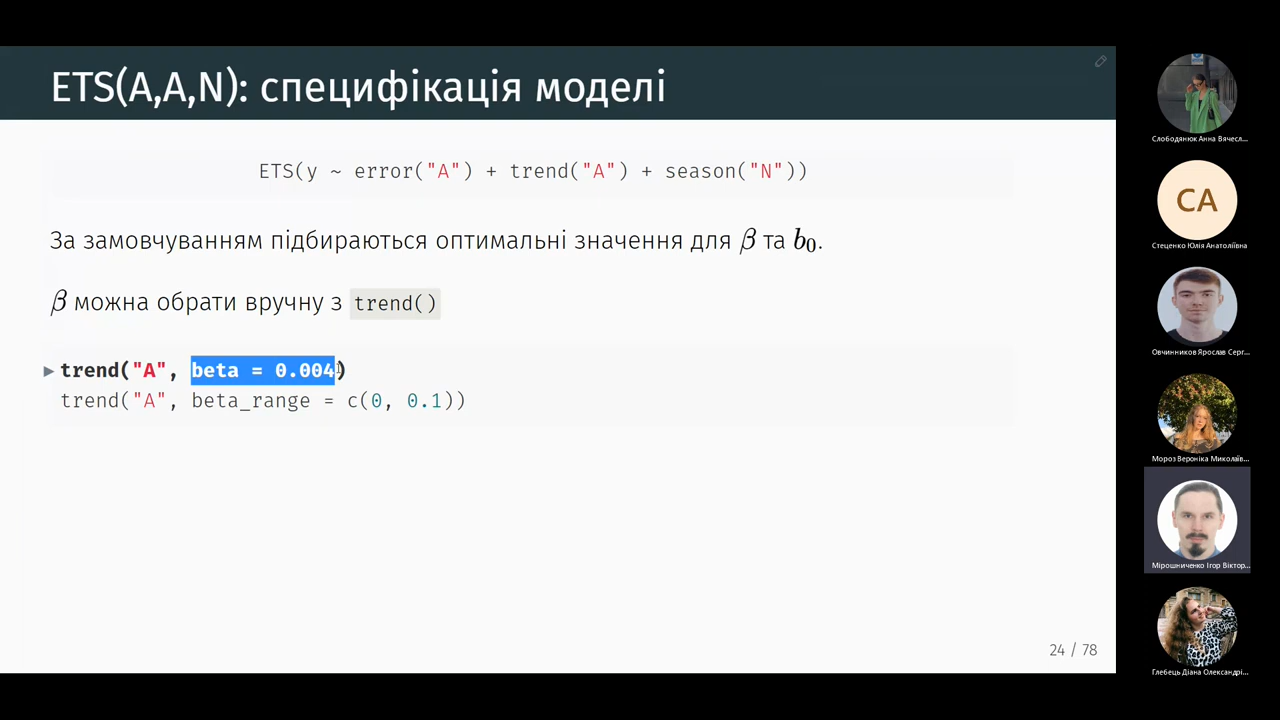 ETS(A,A,N): специфікація моделі
ETS(y ~ error("A") + trend("A") + season("N"))
За замовчуванням підбираються оптимальні значення для β та b₀.
β можна обрати вручну з trend()
trend("A", beta = 0.004)
trend("A", beta_range = c(0, 0.1))
24 / 78
Слободянюк Анна Вячесл...
СА
Стеценко Юлія Анатоліївна
Овчинников Ярослав Серг...
Мороз Вероніка Миколаїв...
Мірошниченко Ігор Віктор...
Глебець Діана Олександрі...